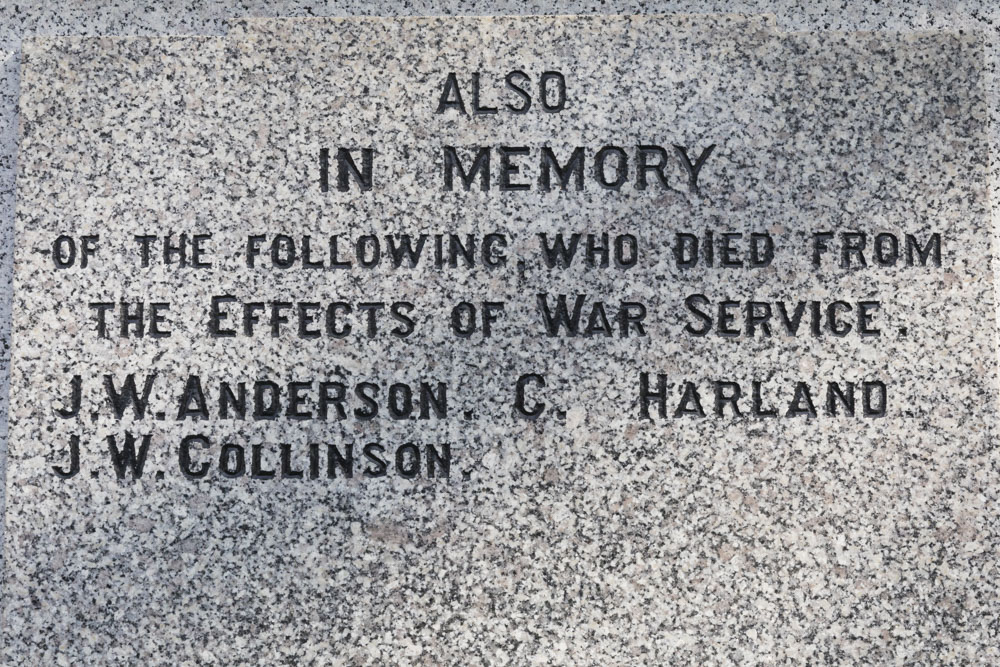 ALSO
IN MEMORY
OF THE FOLLOWING, WHO DIED FROM
THE EFFECTS OF WAR SERVICE.
J.W. ANDERSON. C. HARLAND
J.W. COLLINSON.